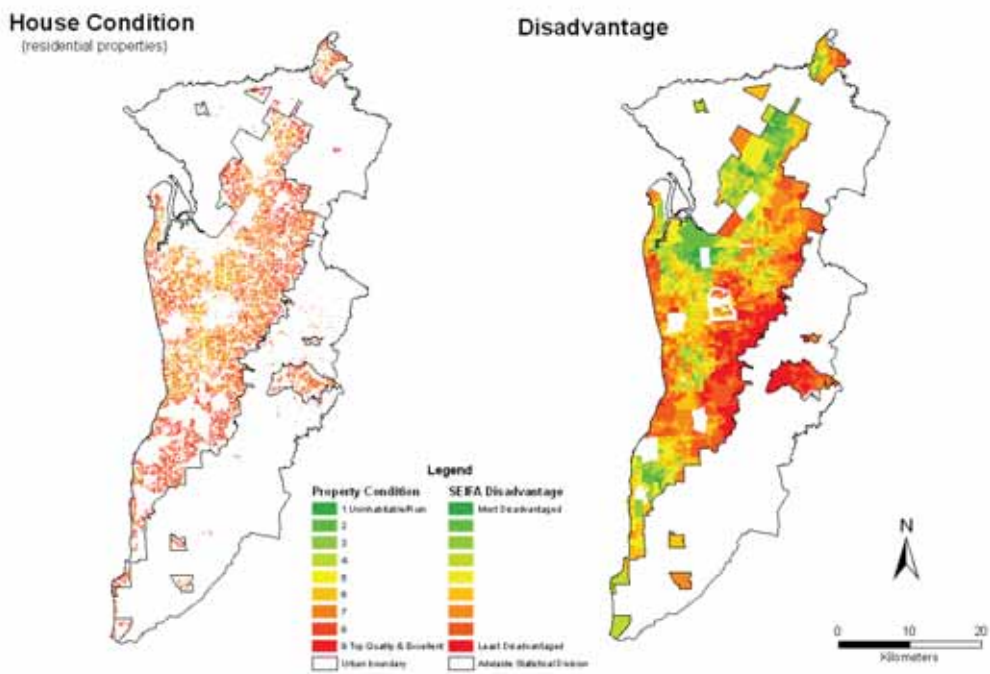 House Condition
(residential properties)
Disadvantage
Legend
Property Condition
1 Uninhabitable/Ruin
2
3
4
5
6
7
8
9 Top Quality & Excellent
Urban boundary
SEIFA Disadvantage
Most Disadvantaged
Least Disadvantaged
Adelaide Statistical Division
N
0 10 20
Kilometers